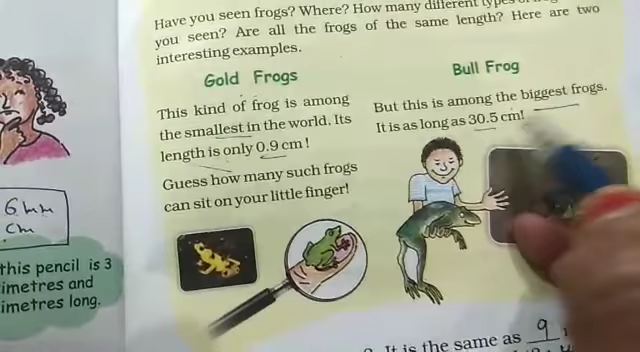 Have you seen frogs? Where? How many different types of
you seen? Are all the frogs of the same length? Here are two
interesting examples.
Gold Frogs
This kind of frog is among
the smallest in the world. Its
length is only 0.9 cm!
Guess how many such frogs
can sit on your little finger!
Bull Frog
But this is among the biggest frogs.
It is as long as 30.5 cm!
6 mm
cm
this pencil is 3
imetres and
imetres long.
It is the same as 9